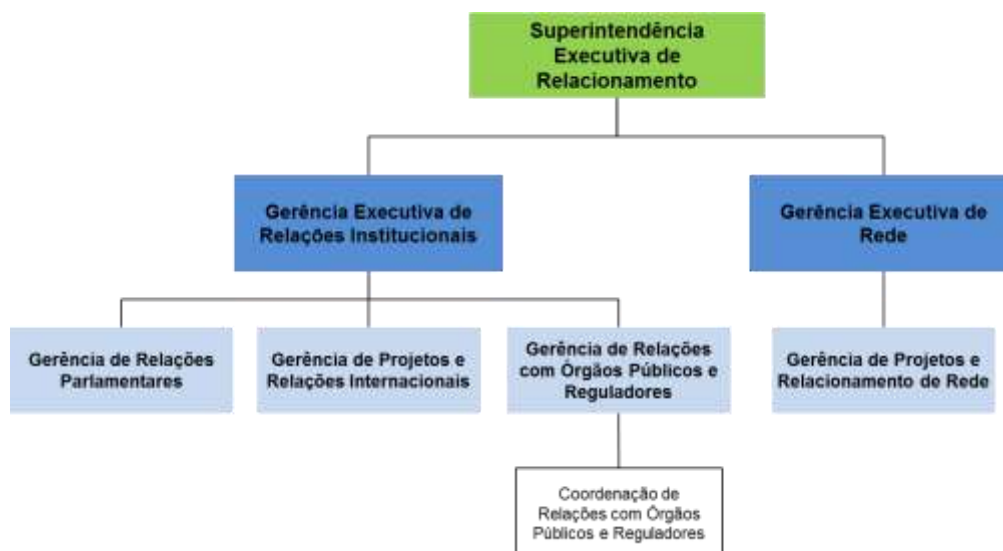 Superintendência
Executiva de
Relacionamento
Gerência Executiva de
Relações Institucionais
Gerência Executiva de
Rede
Gerência de Relações
Parlamentares
Gerência de Projetos e
Relações Internacionais
Gerência de Relações
com Órgãos Públicos e
Reguladores
Gerência de Projetos e
Relacionamento de Rede
Coordenação de
Relações com Órgãos
Públicos e Reguladores